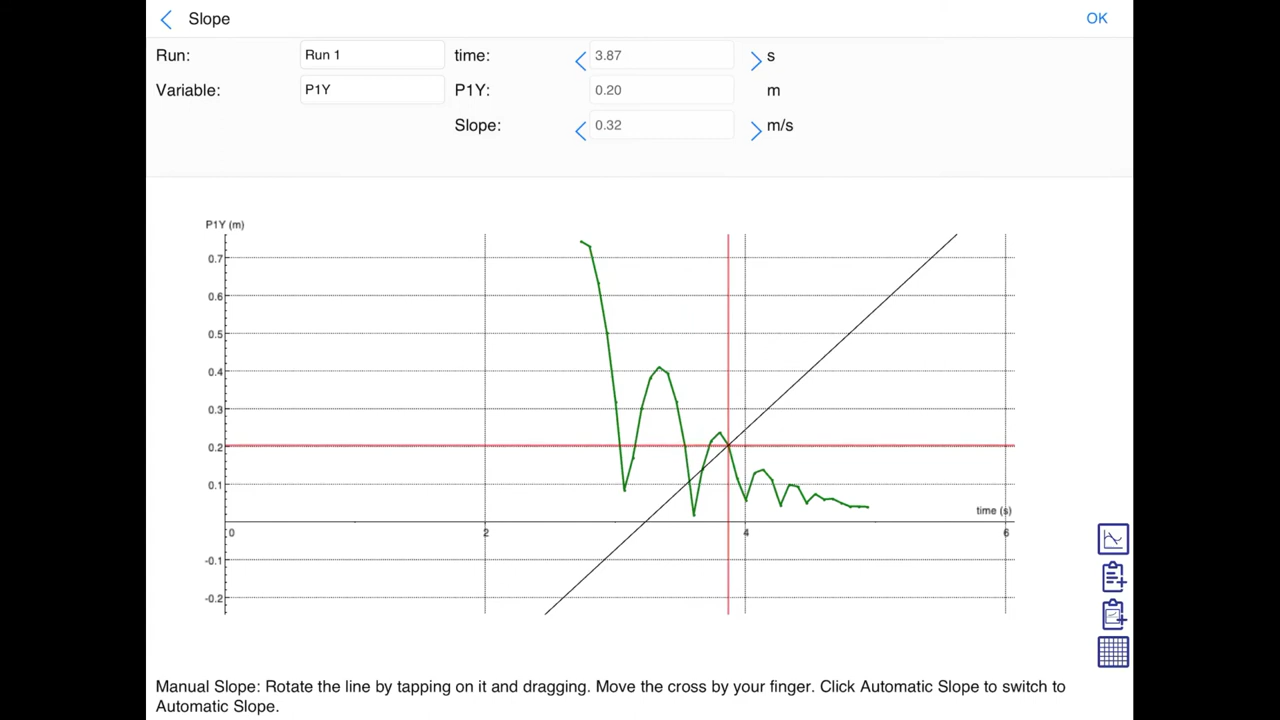 Slope OK
Run: Run 1 time: 3.87 s
Variable: P1Y P1Y: 0.20 m
Slope: 0.32 m/s
P1Y (m)
0.7
0.6
0.5
0.4
0.3
0.2
0.1
time (s)
0 2 4 6
-0.1
-0.2
Manual Slope: Rotate the line by tapping on it and dragging. Move the cross by your finger. Click Automatic Slope to switch to
Automatic Slope.